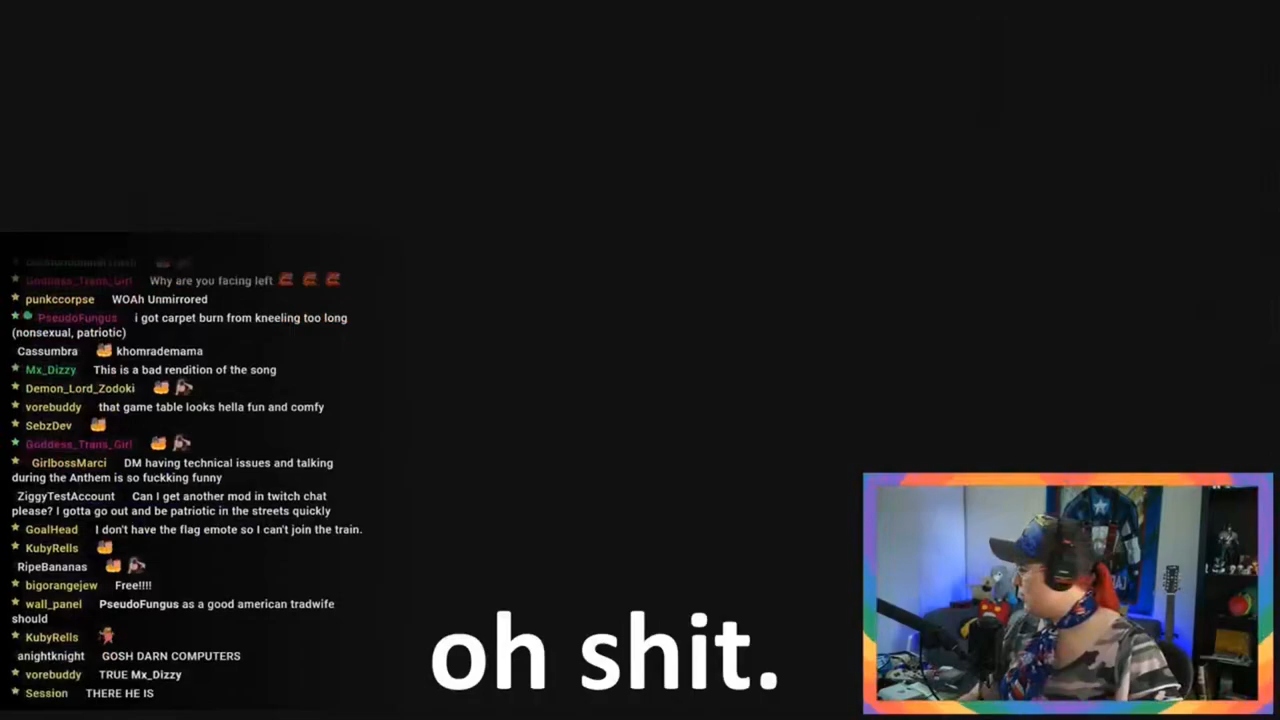 Goddess_Trans_Girl Why are you facing left
punkccorpse WOAh Unmirrored
PseudoFungus i got carpet burn from kneeling too long
(nonsexual, patriotic)
Cassumbra khomrademama
Mx_Dizzy This is a bad rendition of the song
Demon_Lord_Zodoki
vorebuddy that game table looks hella fun and comfy
SebzDev
Goddess_Trans_Girl
GirlbossMarci DM having technical issues and talking
during the Anthem is so fuckking funny
ZiggyTestAccount Can I get another mod in twitch chat
please? I gotta go out and be patriotic in the streets quickly
GoalHead I don't have the flag emote so I can't join the train.
KubyRells
RipeBananas
bigorangejew Free!!!!
wall_panel PseudoFungus as a good american tradwife
should
KubyRells
anightknight GOSH DARN COMPUTERS
vorebuddy TRUE Mx_Dizzy
Session THERE HE IS
oh shit.